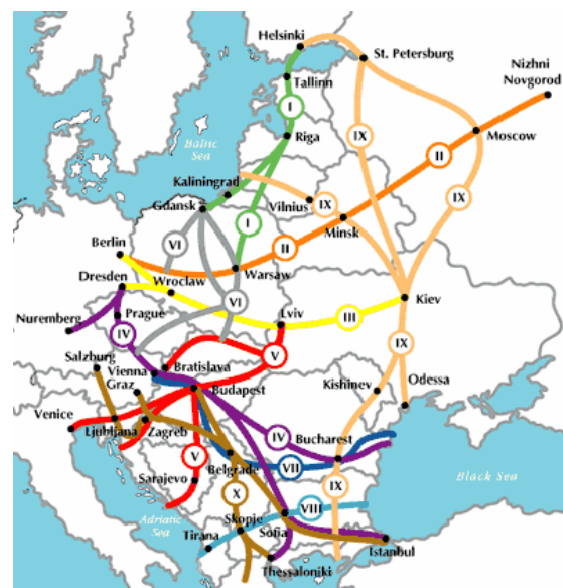 Helsinki
St. Petersburg
Nizhni
Novgorod
Tallinn
I
Baltic
Sea
Riga
IX
Moscow
II
Kaliningrad
IX
IX
Gdansk
Vilnius
I
Minsk
VI
II
Berlin
Warsaw
Dresden
Wroclaw
VI
Kiev
Lviv
III
Nuremberg
Prague
IV
IX
Salzburg
V
Vienna
Bratislava
Graz
Budapest
Kishinev
Odessa
Venice
Ljubljana
Zagreb
IV
Bucharest
V
VII
Belgrade
Sarajevo
X
IX
Black Sea
VIII
Adriatic
Sea
Skopje
Sofia
Tirana
Istanbul
Thessaloniki